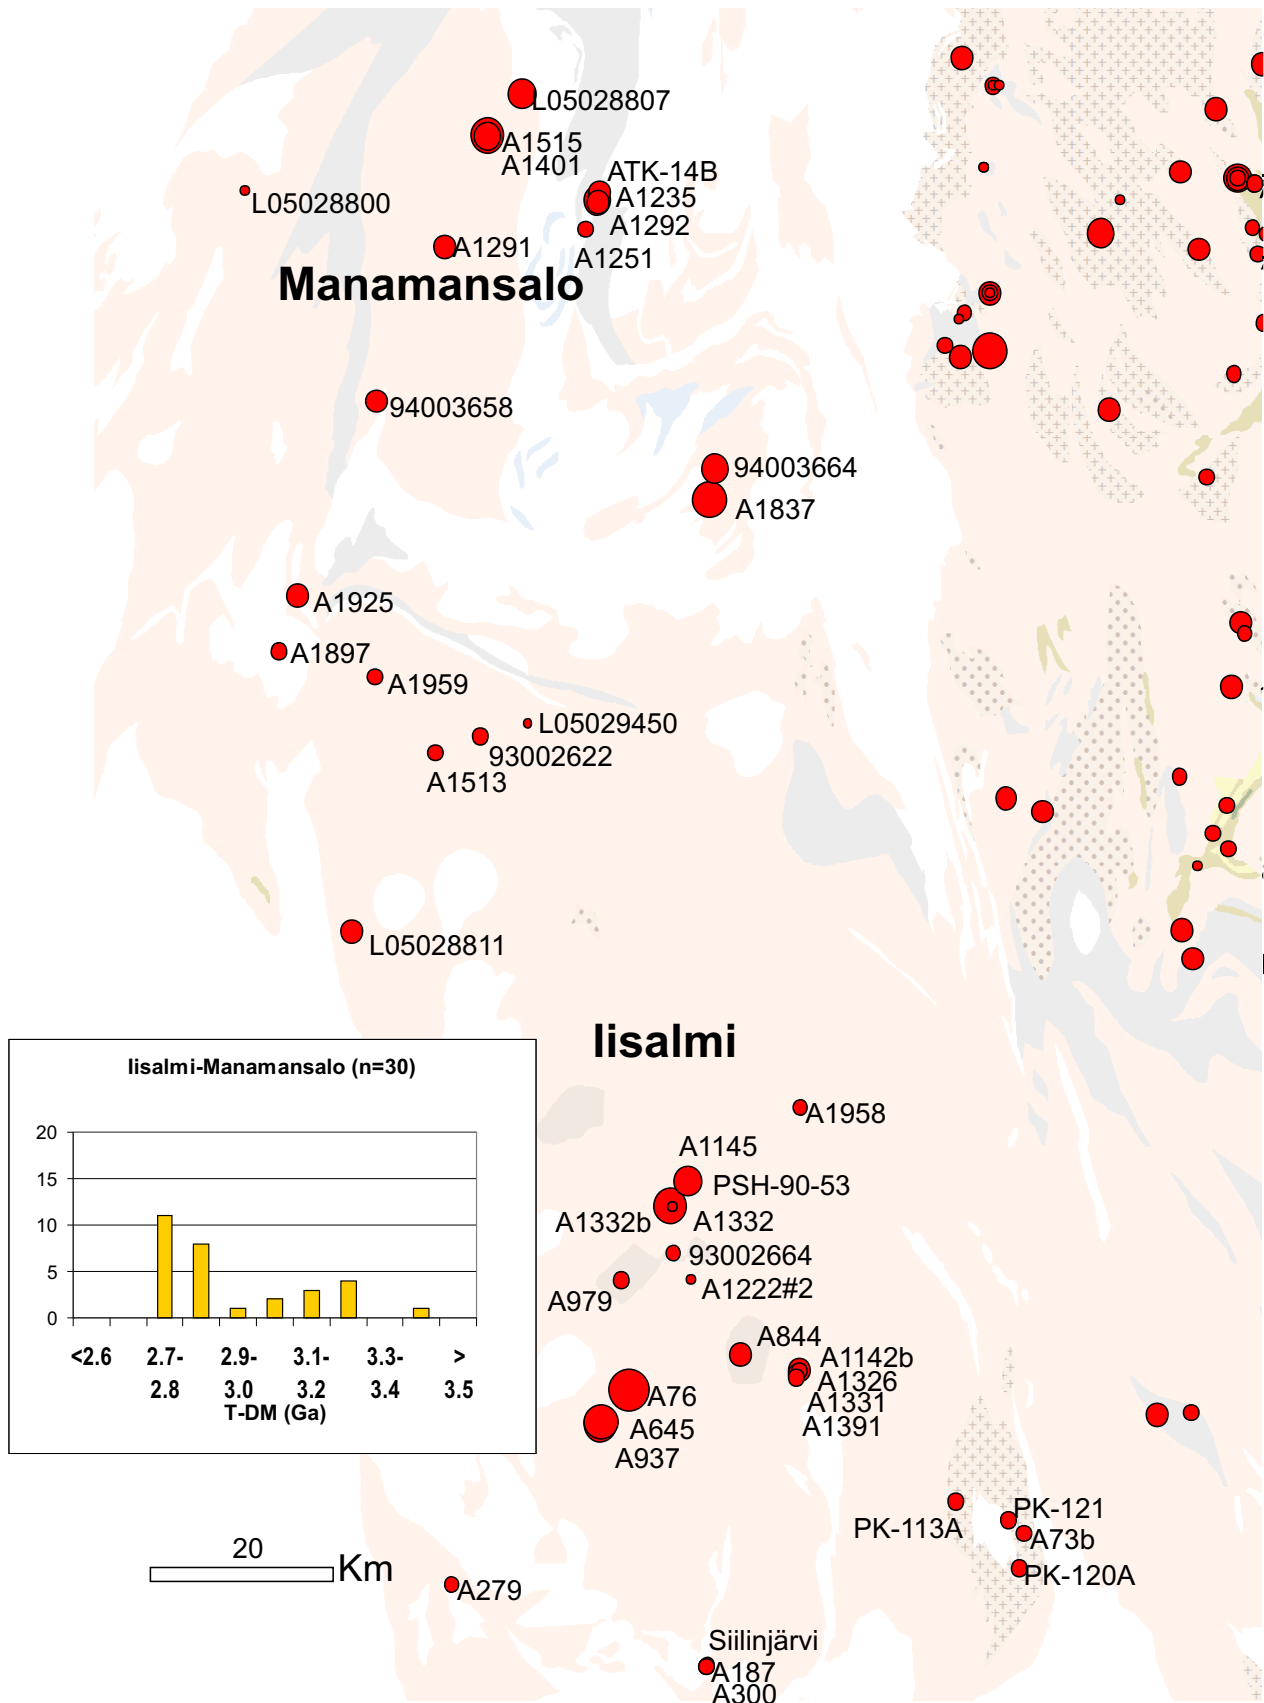 L05028807
A1515
A1401
ATK-14B
A1235
L05028800
A1292
A1291
A1251
Manamansalo
94003658
94003664
A1837
A1925
A1897
A1959
L05029450
93002622
A1513
L05028811
Iisalmi
Iisalmi-Manamansalo (n=30)
20
15
10
5
0
<2.6 2.7- 2.9- 3.1- 3.3- >
2.8 3.0 3.2 3.4 3.5
T-DM (Ga)
A1958
A1145
PSH-90-53
A1332b A1332
93002664
A979 A1222#2
A844
A1142b
A1326
A1331
A1391
A76
A645
A937
PK-113A
PK-121
A73b
PK-120A
20
Km
A279
Siilinjärvi
A187
A300